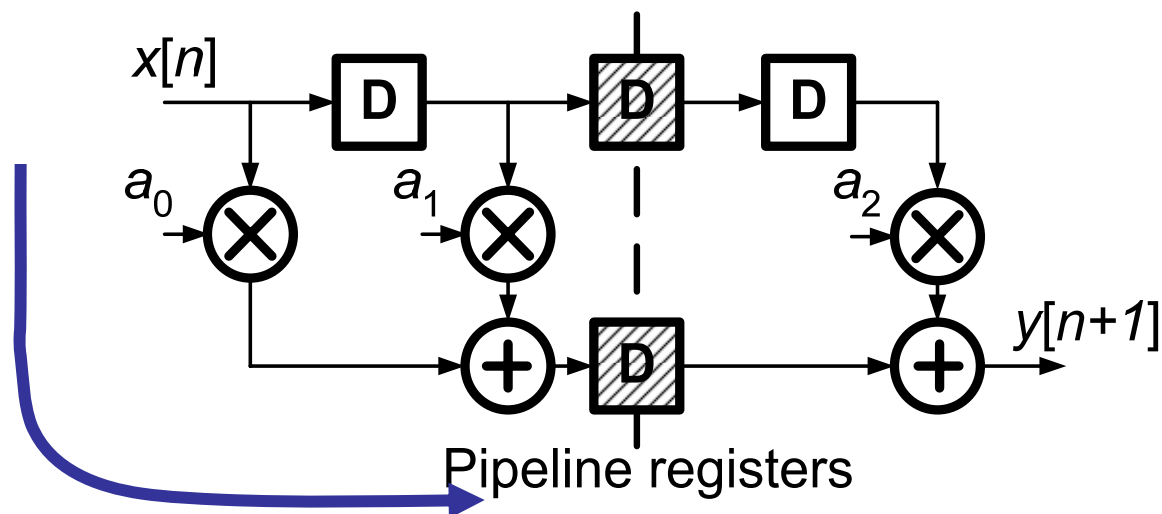 x[n]
D D D
a₀ a₁ a₂
D
y[n+1]
Pipeline registers